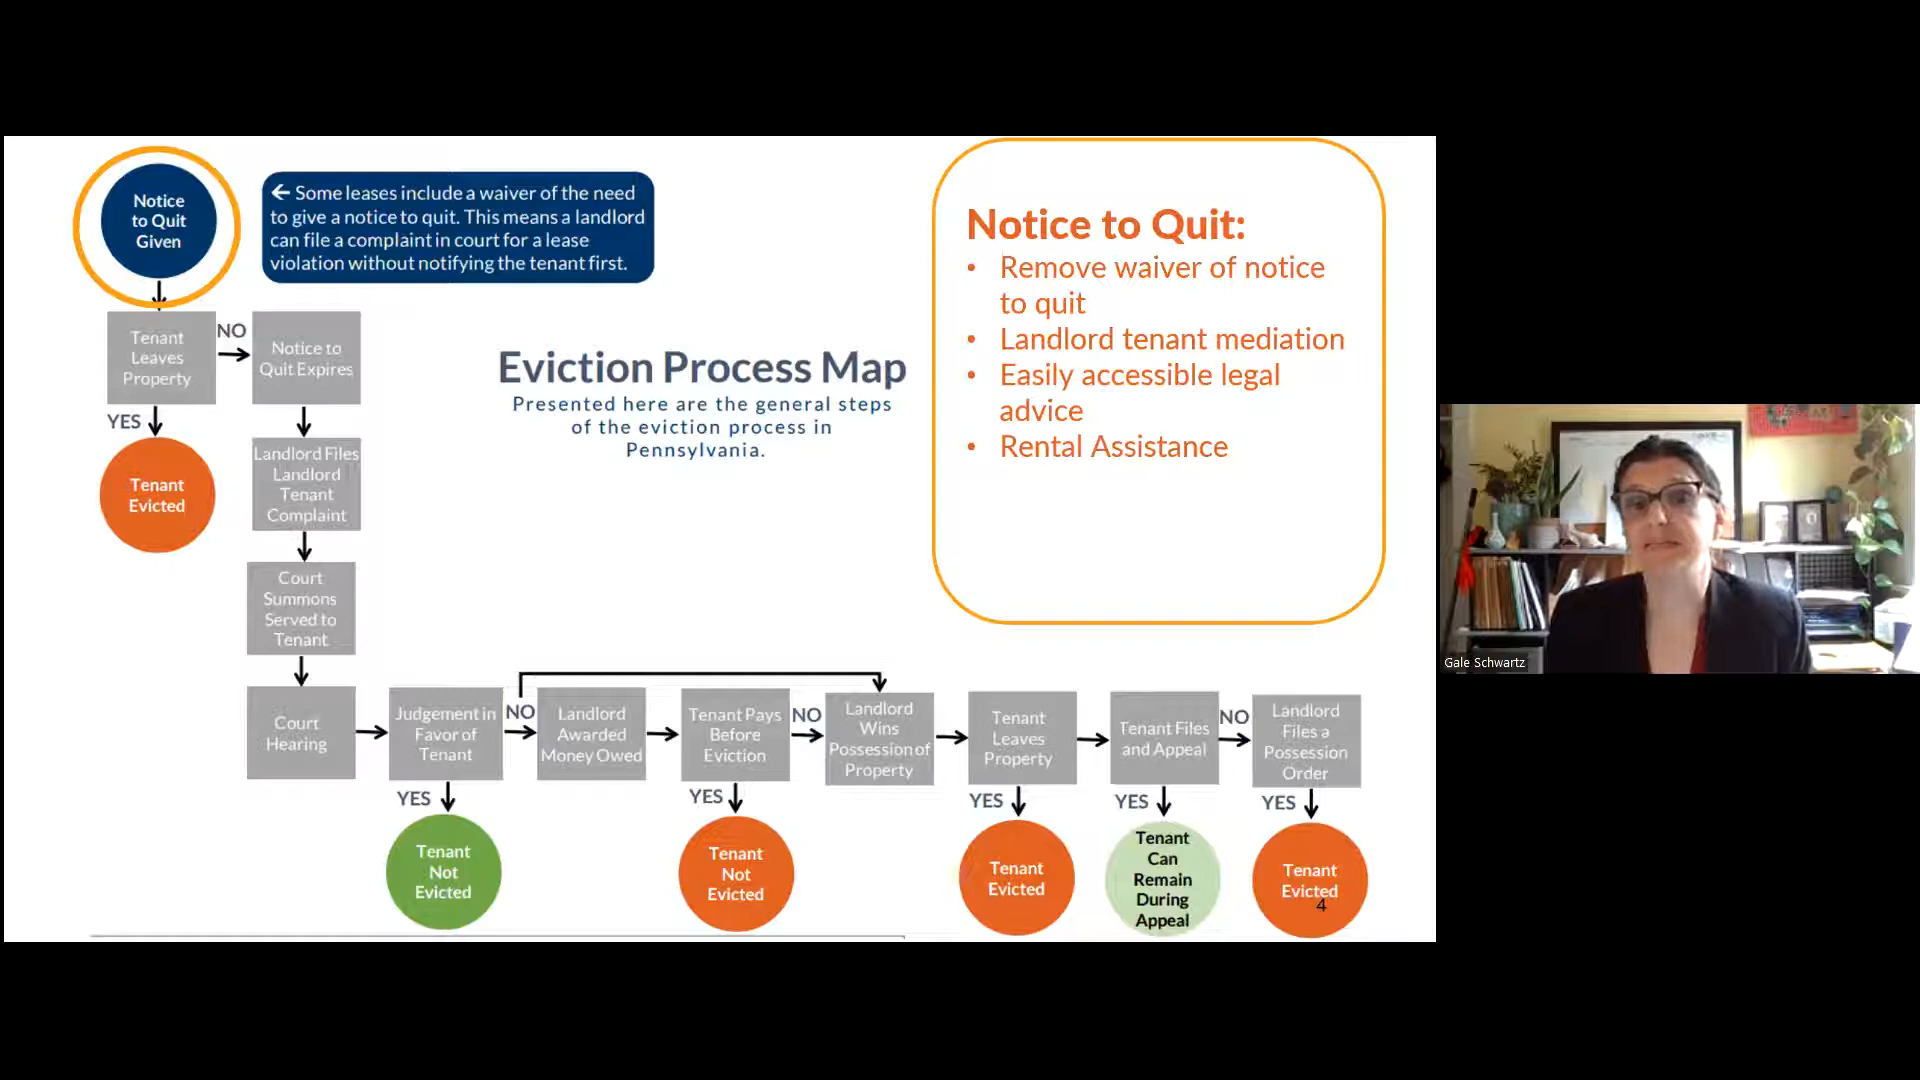 Notice
to Quit
Given
← Some leases include a waiver of the need
to give a notice to quit. This means a landlord
can file a complaint in court for a lease
violation without notifying the tenant first.
Notice to Quit:
• Remove waiver of notice
to quit
• Landlord tenant mediation
• Easily accessible legal
advice
• Rental Assistance
Tenant
Leaves
Property
NO
Notice to
Quit Expires
YES
Tenant
Evicted
Eviction Process Map
Presented here are the general steps
of the eviction process in
Pennsylvania.
Landlord Files
Landlord
Tenant
Complaint
Court
Summons
Served to
Tenant
Court
Hearing
Judgement in
Favor of
Tenant
NO
Landlord
Awarded
Money Owed
Tenant Pays
Before
Eviction
NO
Landlord
Wins
Possession of
Property
Tenant
Leaves
Property
Tenant Files
and Appeal
NO
Landlord
Files a
Possession
Order
YES
Tenant
Not
Evicted
YES
Tenant
Not
Evicted
YES
Tenant
Evicted
YES
Tenant
Can
Remain
During
Appeal
YES
Tenant
Evicted
4
Gale Schwartz